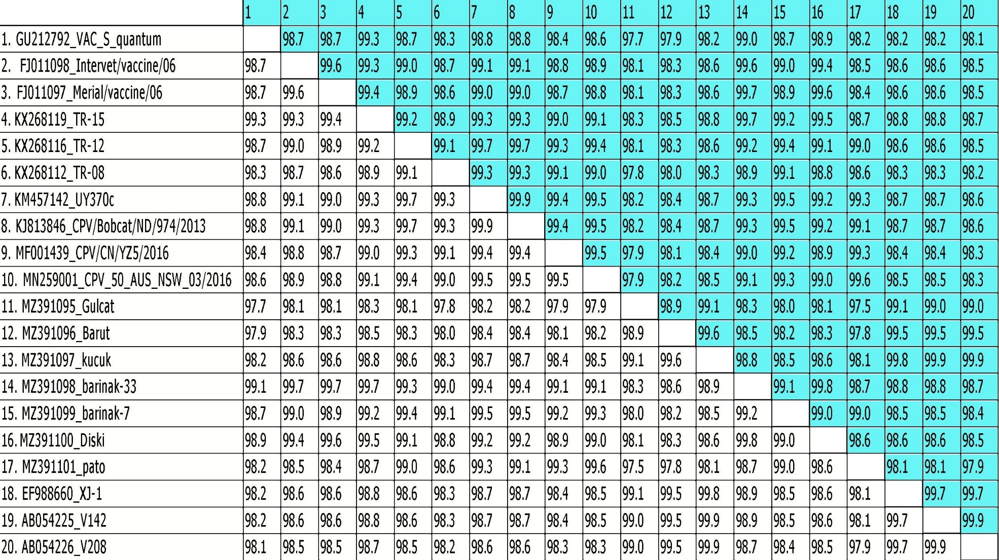 1 2 3 4 5 6 7 8 9 10 11 12 13 14 15 16 17 18 19 20
1. GU212792_VAC_S_quantum 98.7 98.7 99.3 98.7 98.3 98.8 98.8 98.4 98.6 97.7 97.9 98.2 99.0 98.7 98.9 98.2 98.2 98.2 98.1
2. FJ011098_Intervet/vaccine/06 98.7 99.6 99.3 99.0 98.7 99.1 99.1 98.8 98.9 98.1 98.3 98.6 99.6 99.0 99.4 98.5 98.6 98.6 98.5
3. FJ011097_Merial/vaccine/06 98.7 99.6 99.4 98.9 98.6 99.0 99.0 98.7 98.8 98.1 98.3 98.6 99.7 98.9 99.6 98.4 98.6 98.6 98.5
4. KX268119_TR-15 99.3 99.3 99.4 99.2 98.9 99.3 99.3 99.0 99.1 98.3 98.5 98.8 99.7 99.2 99.5 98.7 98.8 98.8 98.7
5. KX268116_TR-12 98.7 99.0 98.9 99.2 99.1 99.7 99.7 99.3 99.4 98.1 98.3 98.6 99.2 99.4 99.1 99.0 98.6 98.6 98.5
6. KX268112_TR-08 98.3 98.7 98.6 98.9 99.1 99.3 99.3 99.1 99.0 97.8 98.0 98.3 98.9 99.1 98.8 98.6 98.3 98.3 98.2
7. KM457142_UY370c 98.8 99.1 99.0 99.3 99.7 99.3 99.9 99.4 99.5 98.2 98.4 98.7 99.3 99.5 99.2 99.3 98.7 98.7 98.6
8. KJ813846_CPV/Bobcat/ND/974/2013 98.8 99.1 99.0 99.3 99.7 99.3 99.9 99.4 99.5 98.2 98.4 98.7 99.3 99.5 99.2 99.1 98.7 98.7 98.6
9. MF001439_CPV/CN/YZ5/2016 98.4 98.8 98.7 99.0 99.3 99.1 99.4 99.4 99.5 97.9 98.1 98.4 99.0 99.2 98.9 99.3 98.4 98.4 98.3
10. MN259001_CPV_50_AUS_NSW_03/2016 98.6 98.9 98.8 99.1 99.4 99.0 99.5 99.5 99.5 97.9 98.2 98.5 99.1 99.3 99.0 99.6 98.5 98.5 98.3
11. MZ391095_Gulcat 97.7 98.1 98.1 98.3 98.1 97.8 98.2 98.2 97.9 97.9 98.9 99.1 98.3 98.0 98.1 97.5 99.1 99.0 99.0
12. MZ391096_Barut 97.9 98.3 98.3 98.5 98.3 98.0 98.4 98.4 98.1 98.2 98.9 99.6 98.5 98.2 98.3 97.8 99.5 99.5 99.5
13. MZ391097_kucuk 98.2 98.6 98.6 98.8 98.6 98.3 98.7 98.7 98.4 98.5 99.1 99.6 98.8 98.5 98.6 98.1 99.8 99.9 99.9
14. MZ391098_barinak-33 99.1 99.7 99.7 99.7 99.3 99.0 99.4 99.4 99.1 99.1 98.3 98.6 98.9 99.1 99.8 98.7 98.8 98.8 98.7
15. MZ391099_barinak-7 98.7 99.0 98.9 99.2 99.4 99.1 99.5 99.5 99.2 99.3 98.0 98.2 98.5 99.2 99.0 99.0 98.5 98.5 98.4
16. MZ391100_Diski 98.9 99.4 99.6 99.5 99.1 98.8 99.2 99.2 98.9 99.0 98.1 98.3 98.6 99.8 99.0 98.6 98.6 98.6 98.5
17. MZ391101_pato 98.2 98.5 98.4 98.7 99.0 98.6 99.3 99.1 99.3 99.6 97.5 97.8 98.1 98.7 99.0 98.6 98.1 98.1 97.9
18. EF988660_XJ-1 98.2 98.6 98.6 98.8 98.6 98.3 98.7 98.7 98.4 98.5 99.1 99.5 99.8 98.9 98.5 98.6 98.1 99.7 99.7
19. AB054225_V142 98.2 98.6 98.6 98.8 98.6 98.3 98.7 98.7 98.4 98.5 99.0 99.5 99.9 98.9 98.5 98.6 98.1 99.7 99.9
20. AB054226_V208 98.1 98.5 98.5 98.7 98.5 98.2 98.6 98.6 98.3 98.3 99.0 99.5 99.9 98.7 98.4 98.5 97.9 99.7 99.9